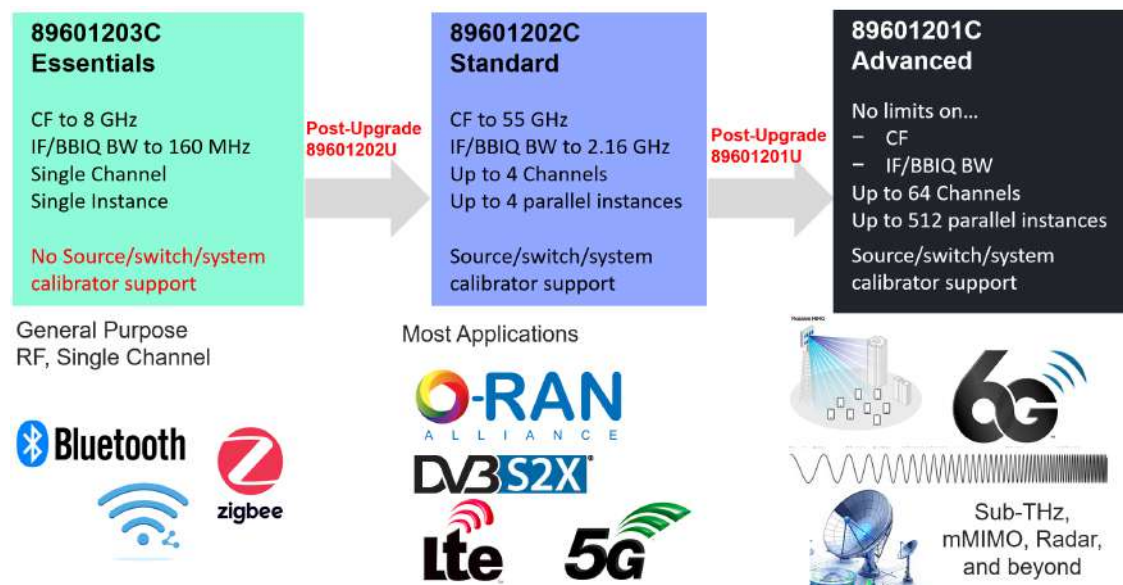 89601203C
Essentials
CF to 8 GHz
IF/BBIQ BW to 160 MHz
Single Channel
Single Instance
No Source/switch/system
calibrator support
Post-Upgrade
89601202U
89601202C
Standard
CF to 55 GHz
IF/BBIQ BW to 2.16 GHz
Up to 4 Channels
Up to 4 parallel instances
Source/switch/system
calibrator support
Post-Upgrade
89601201U
89601201C
Advanced
No limits on...
– CF
– IF/BBIQ BW
Up to 64 Channels
Up to 512 parallel instances
Source/switch/system
calibrator support
General Purpose
RF, Single Channel
Bluetooth
zigbee
Most Applications
O-RAN
ALLIANCE
DVB S2X
Lte
5G
6G
Sub-THz,
mMIMO, Radar,
and beyond